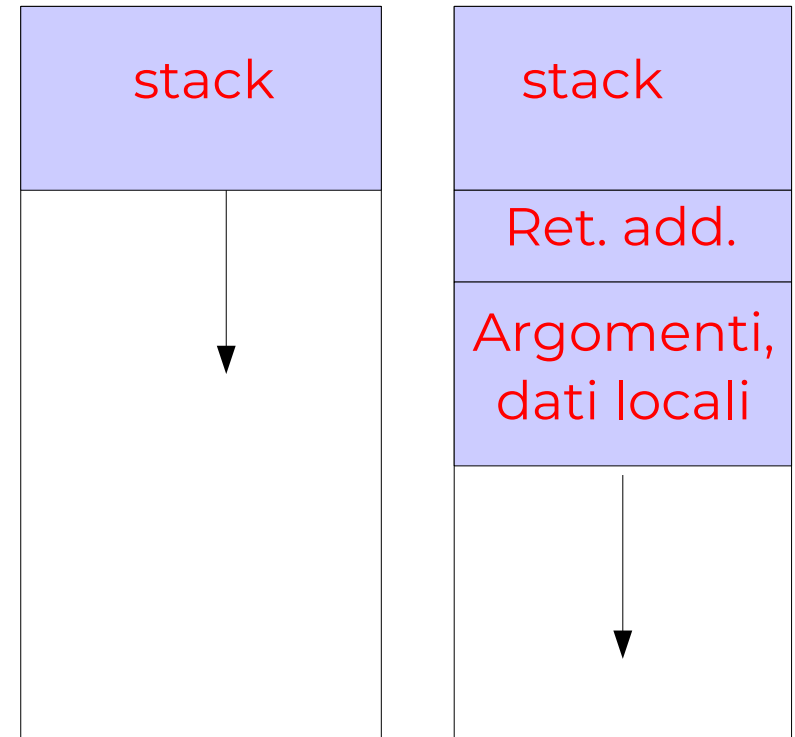 stack
stack
Ret. add.
Argomenti,
dati locali